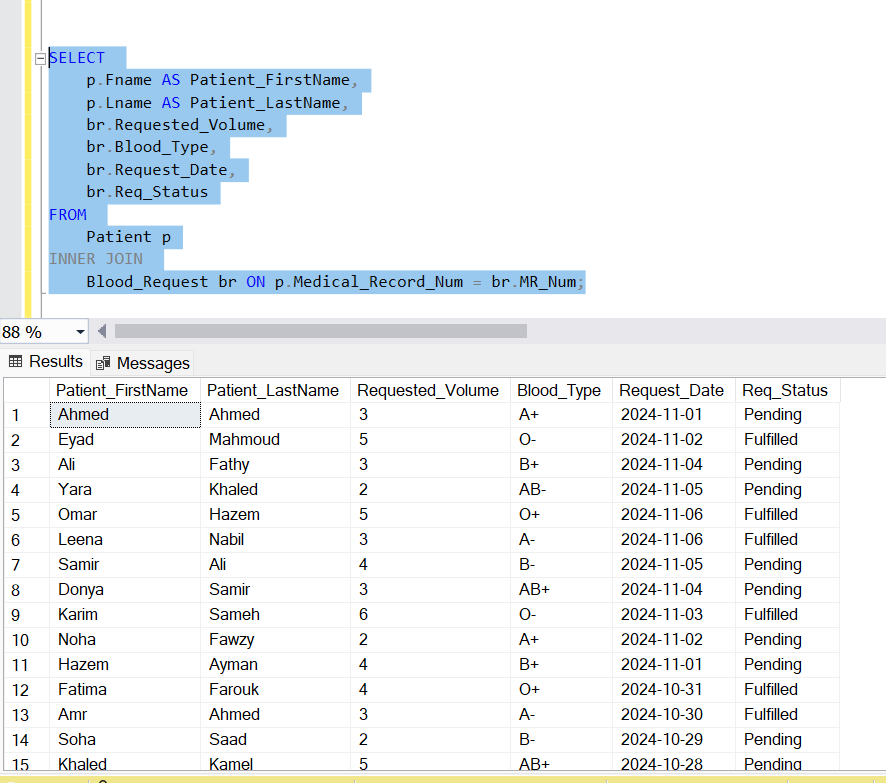 SELECT
p.Fname AS Patient_FirstName,
p.Lname AS Patient_LastName,
br.Requested_Volume,
br.Blood_Type,
br.Request_Date,
br.Req_Status
FROM
Patient p
INNER JOIN
Blood_Request br ON p.Medical_Record_Num = br.MR_Num;
88 %
Results Messages
Patient_FirstName Patient_LastName Requested_Volume Blood_Type Request_Date Req_Status
1 Ahmed Ahmed 3 A+ 2024-11-01 Pending
2 Eyad Mahmoud 5 O- 2024-11-02 Fulfilled
3 Ali Fathy 3 B+ 2024-11-04 Pending
4 Yara Khaled 2 AB- 2024-11-05 Pending
5 Omar Hazem 5 O+ 2024-11-06 Fulfilled
6 Leena Nabil 3 A- 2024-11-06 Fulfilled
7 Samir Ali 4 B- 2024-11-05 Pending
8 Donya Samir 3 AB+ 2024-11-04 Pending
9 Karim Sameh 6 O- 2024-11-03 Fulfilled
10 Noha Fawzy 2 A+ 2024-11-02 Pending
11 Hazem Ayman 4 B+ 2024-11-01 Pending
12 Fatima Farouk 4 O+ 2024-10-31 Fulfilled
13 Amr Ahmed 3 A- 2024-10-30 Fulfilled
14 Soha Saad 2 B- 2024-10-29 Pending
15 Khaled Kamel 5 AB+ 2024-10-28 Pending